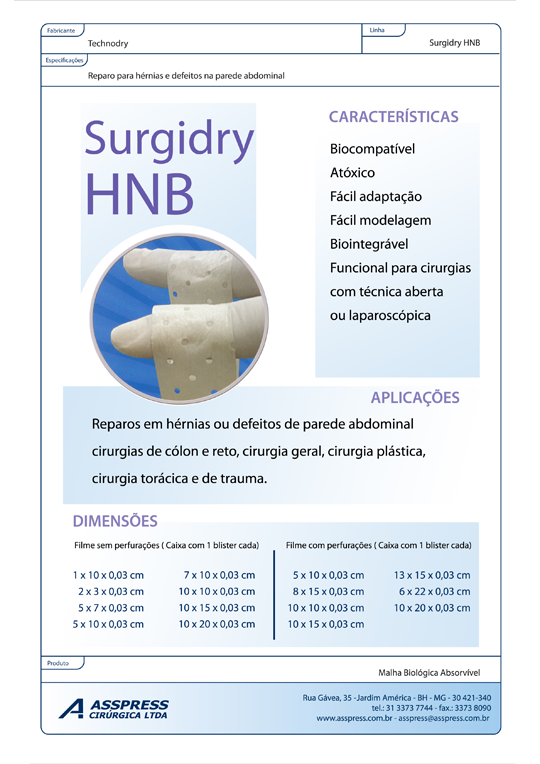 Fabricante
Technodry
Linha
Surgidry HNB
Especificações
Reparo para hérnias e defeitos na parede abdominal
Surgidry
HNB
CARACTERÍSTICAS
Biocompatível
Atóxico
Fácil adaptação
Fácil modelagem
Biointegrável
Funcional para cirurgias
com técnica aberta
ou laparoscópica
APLICAÇÕES
Reparos em hérnias ou defeitos de parede abdominal
cirurgias de cólon e reto, cirurgia geral, cirurgia plástica,
cirurgia torácica e de trauma.
DIMENSÕES
Filme sem perfurações ( Caixa com 1 blister cada)
1 x 10 x 0,03 cm
2 x 3 x 0,03 cm
5 x 7 x 0,03 cm
5 x 10 x 0,03 cm
7 x 10 x 0,03 cm
10 x 10 x 0,03 cm
10 x 15 x 0,03 cm
10 x 20 x 0,03 cm
Filme com perfurações ( Caixa com 1 blister cada)
5 x 10 x 0,03 cm
8 x 15 x 0,03 cm
10 x 10 x 0,03 cm
10 x 15 x 0,03 cm
13 x 15 x 0,03 cm
6 x 22 x 0,03 cm
10 x 20 x 0,03 cm
Produto
Malha Biológica Absorvível
ASSPRESS
CIRÚRGICA LTDA
Rua Gávea, 35 -Jardim América - BH - MG - 30 421-340
tel.: 31 3373 7744 - fax.: 3373 8090
www.asspress.com.br - asspress@asspress.com.br